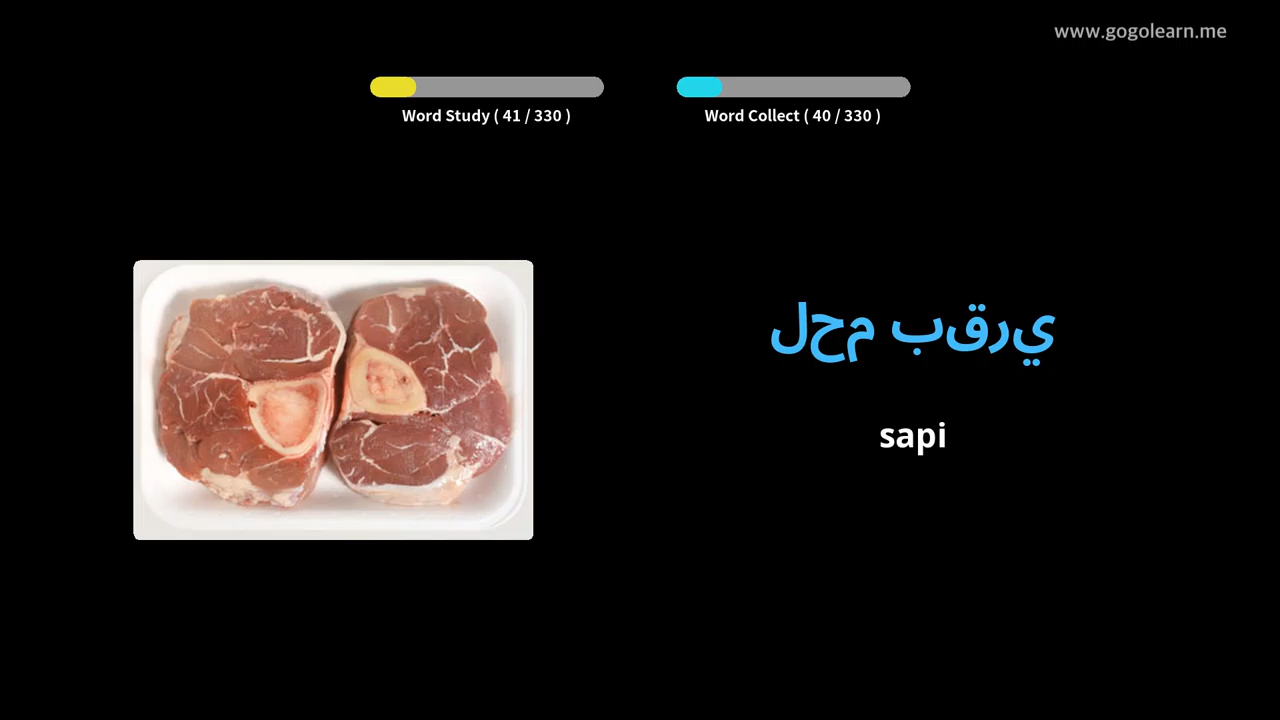 www.gogolearn.me
Word Study ( 41 / 330 )
Word Collect ( 40 / 330 )
لحم بقري
sapi